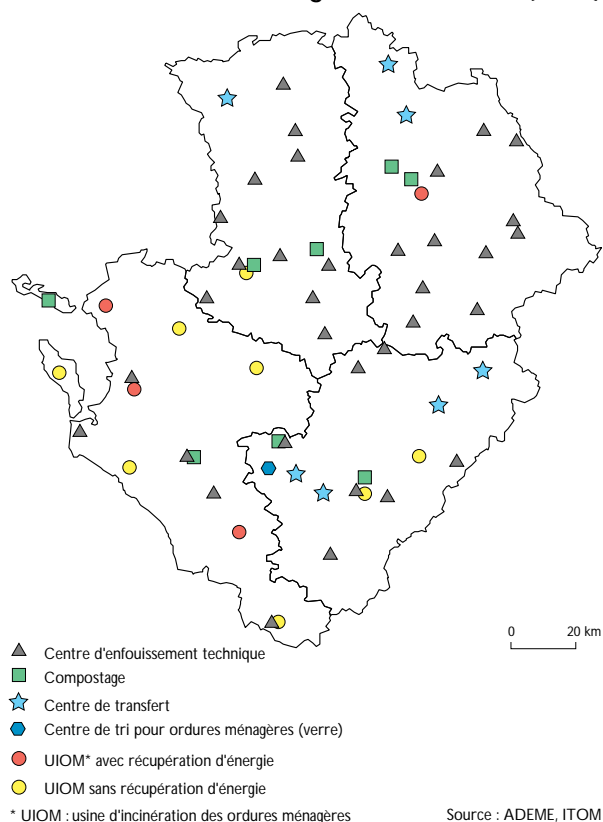 0 20 km
Centre d'enfouissement technique
Compostage
Centre de transfert
Centre de tri pour ordures ménagères (verre)
UIOM* avec récupération d'énergie
UIOM sans récupération d'énergie
* UIOM : usine d'incinération des ordures ménagères
Source : ADEME, ITOM